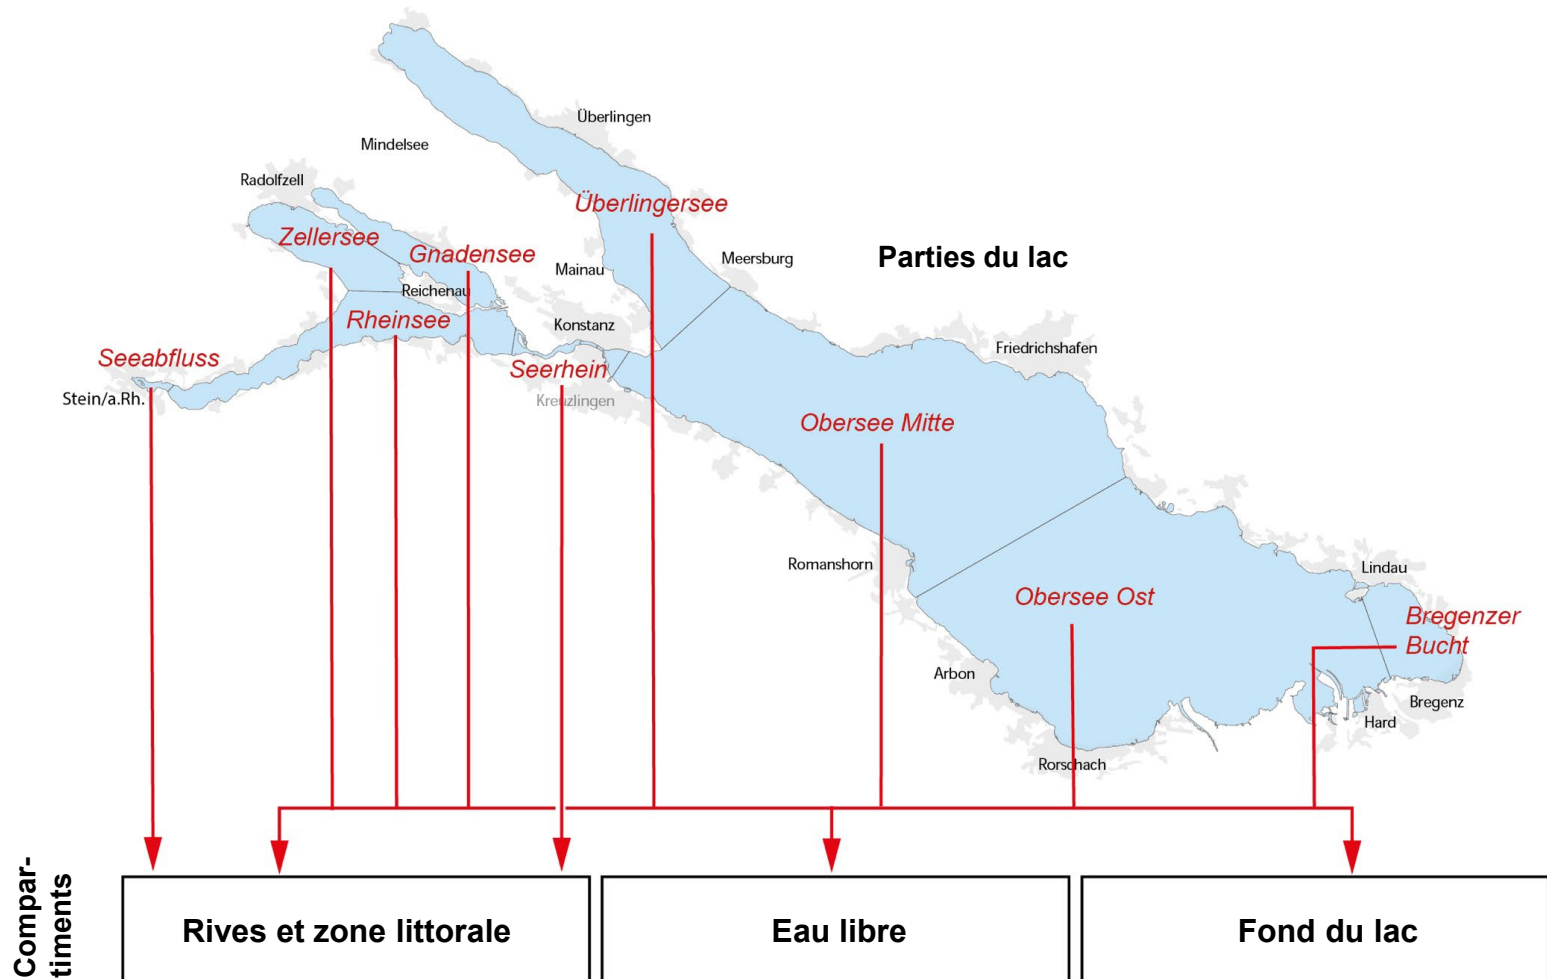 Überlingen
Mindelsee
Radolfzell
Überlingersee
Zellersee
Gnadensee
Parties du lac
Meersburg
Mainau
Reichenau
Rheinsee
Konstanz
Friedrichshafen
Seeabfluss
Seerhein
Stein/a.Rh.
Kreuzlingen
Obersee Mitte
Romanshorn
Lindau
Obersee Ost
Bregenzer
Bucht
Arbon
Bregenz
Hard
Rorschach
Compar-
timents
Rives et zone littorale
Eau libre
Fond du lac